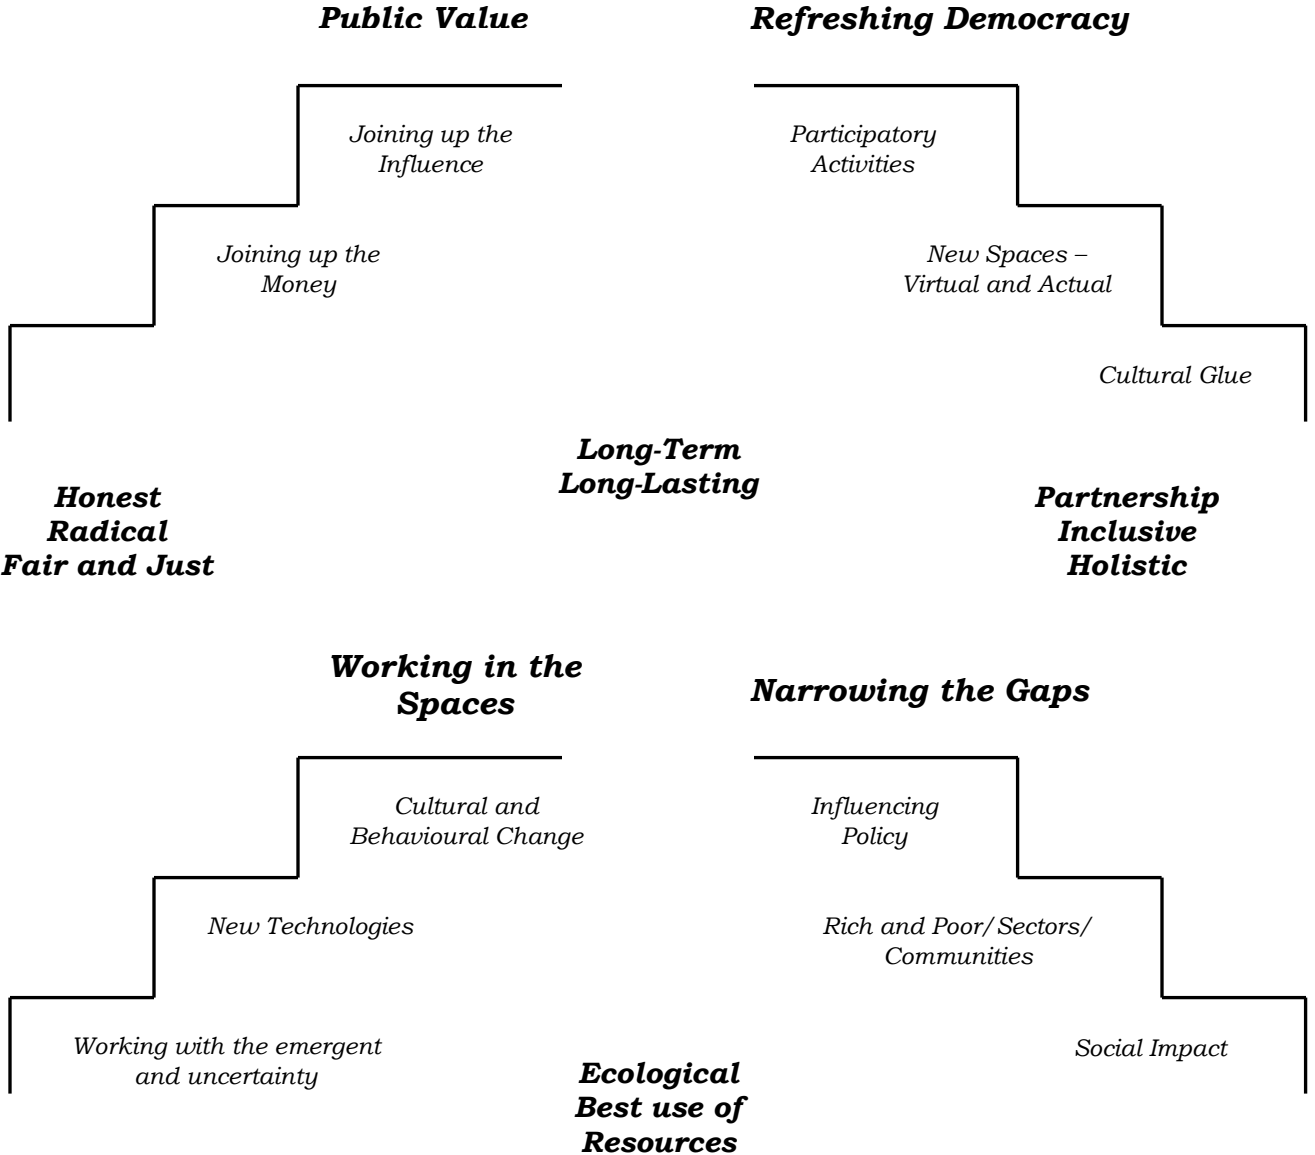 Public Value
Refreshing Democracy
Joining up the
Influence
Participatory
Activities
Joining up the
Money
New Spaces –
Virtual and Actual
Cultural Glue
Long-Term
Long-Lasting
Honest
Radical
Fair and Just
Partnership
Inclusive
Holistic
Working in the
Spaces
Narrowing the Gaps
Cultural and
Behavioural Change
Influencing
Policy
New Technologies
Rich and Poor/Sectors/
Communities
Working with the emergent
and uncertainty
Social Impact
Ecological
Best use of
Resources